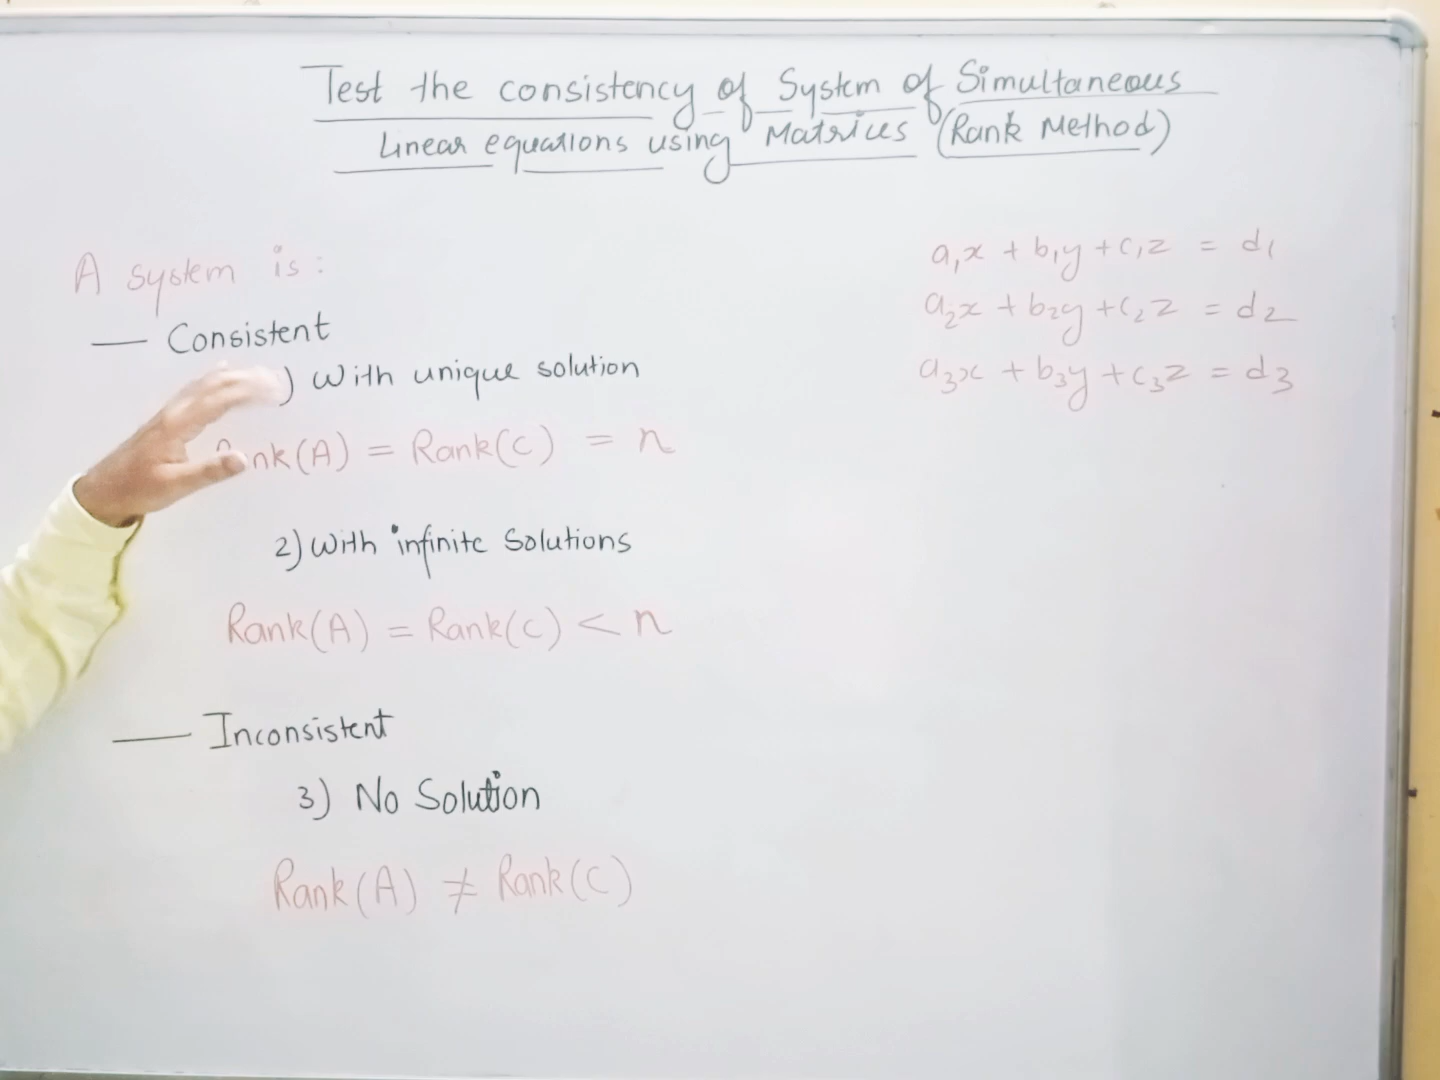 Test the consistency of System of Simultaneous
Linear equations using Matrices (Rank Method)
A system is:
— Consistent
) With unique solution
nk(A) = Rank(C) = n
2) With infinite Solutions
Rank(A) = Rank(C) < n
— Inconsistent
3) No Solution
Rank(A) ≠ Rank(C)
a₁x + b₁y + c₁z = d₁
a₂x + b₂y + c₂z = d₂
a₃x + b₃y + c₃z = d₃